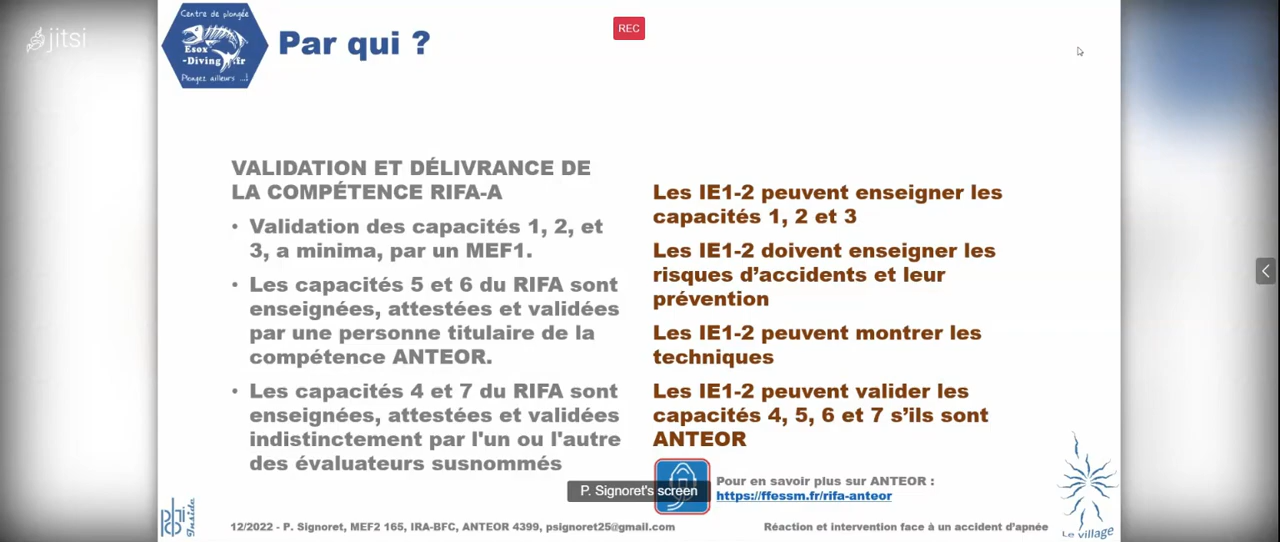 jitsi
Centre de plongée
Esox
-Diving.fr
Plongez ailleurs ...!
Par qui ?
REC
VALIDATION ET DÉLIVRANCE DE
LA COMPÉTENCE RIFA-A
• Validation des capacités 1, 2, et
3, a minima, par un MEF1.
• Les capacités 5 et 6 du RIFA sont
enseignées, attestées et validées
par une personne titulaire de la
compétence ANTEOR.
• Les capacités 4 et 7 du RIFA sont
enseignées, attestées et validées
indistinctement par l'un ou l'autre
des évaluateurs susnommés
Les IE1-2 peuvent enseigner les
capacités 1, 2 et 3
Les IE1-2 doivent enseigner les
risques d’accidents et leur
prévention
Les IE1-2 peuvent montrer les
techniques
Les IE1-2 peuvent valider les
capacités 4, 5, 6 et 7 s’ils sont
ANTEOR
Pour en savoir plus sur ANTEOR :
https://ffessm.fr/rifa-anteor
P. Signoret's screen
Inside
12/2022 - P. Signoret, MEF2 165, IRA-BFC, ANTEOR 4399, psignoret25@gmail.com
Réaction et intervention face à un accident d’apnée
Le village